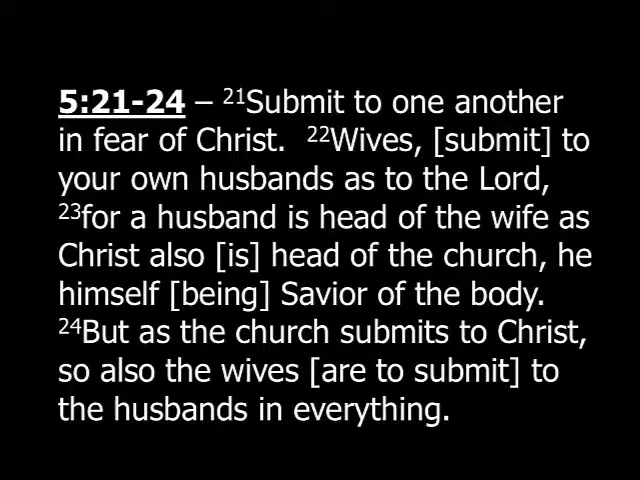 5:21-24 – ²¹Submit to one another
in fear of Christ. ²²Wives, [submit] to
your own husbands as to the Lord,
²³for a husband is head of the wife as
Christ also [is] head of the church, he
himself [being] Savior of the body.
²⁴But as the church submits to Christ,
so also the wives [are to submit] to
the husbands in everything.